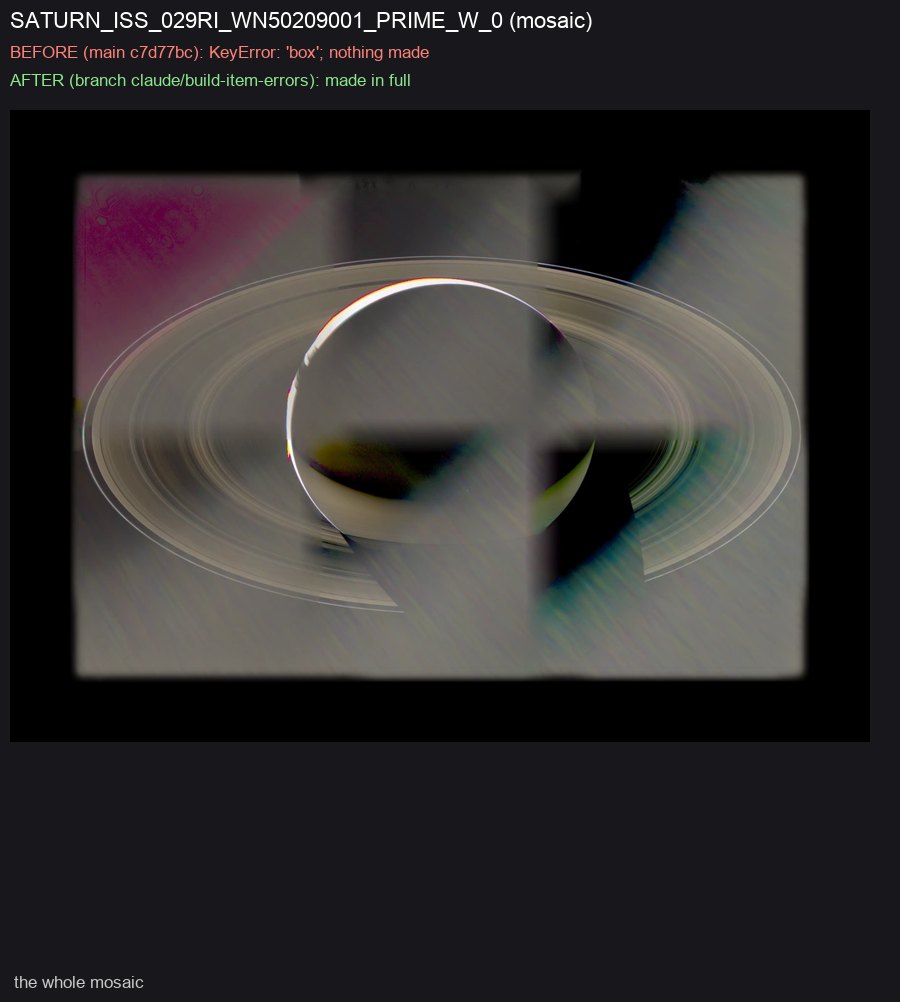 SATURN_ISS_029RI_WN50209001_PRIME_W_0 (mosaic)
BEFORE (main c7d77bc): KeyError: 'box'; nothing made
AFTER (branch claude/build-item-errors): made in full
the whole mosaic